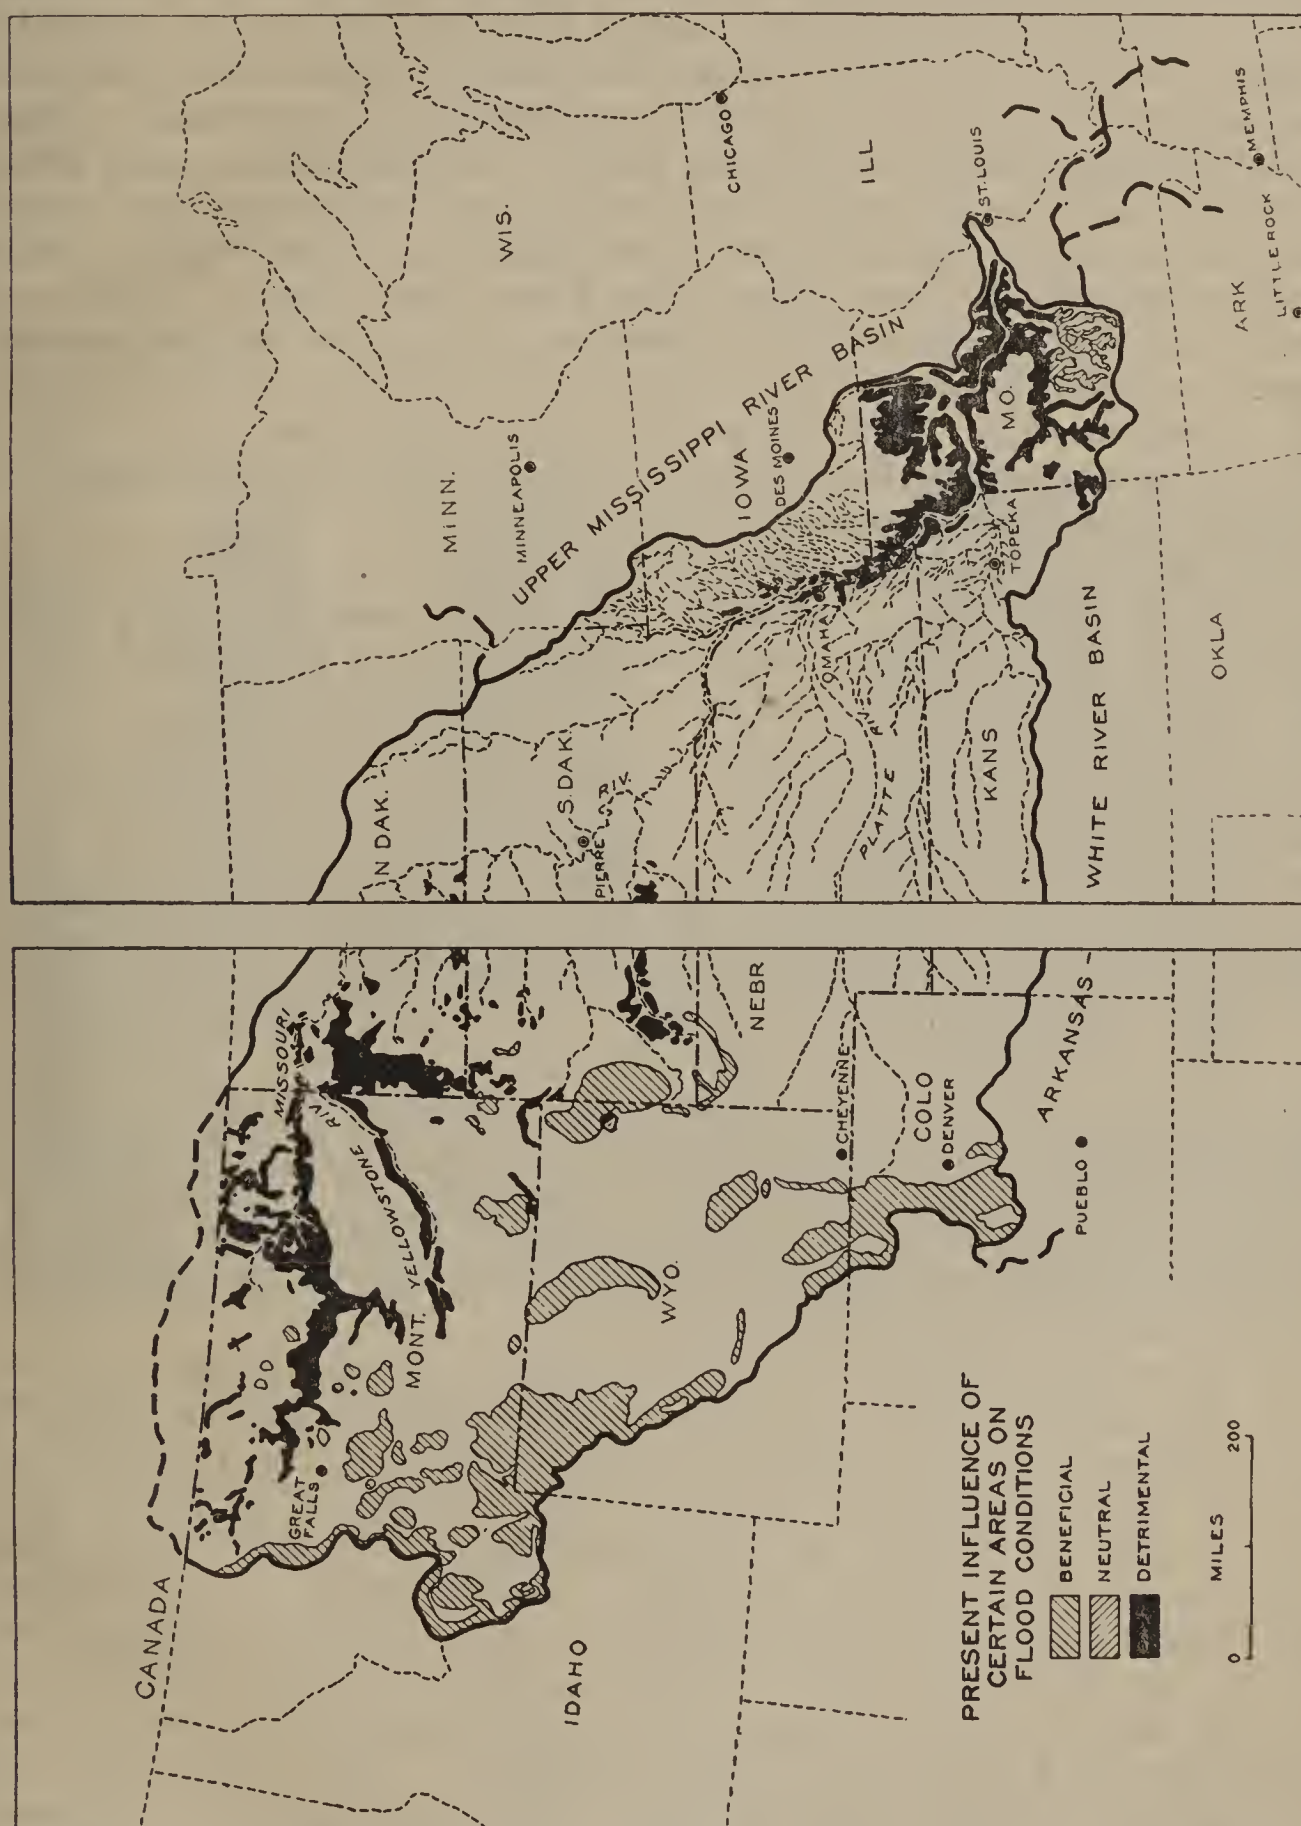 CANADA
IDAHO
GREAT
FALLS
MONT.
YELLOWSTONE
RIV
MISSOURI
WYO.
NEBR
CHEYENNE
COLO
DENVER
PUEBLO
ARKANSAS-
PRESENT INFLUENCE OF
CERTAIN AREAS ON
FLOOD CONDITIONS
BENEFICIAL
NEUTRAL
DETRIMENTAL
MILES
0 200
N DAK.
S.DAK.
PIERRE
PLATTE
R
KANS
WHITE RIVER BASIN
OKLA
MINN.
MINNEAPOLIS
UPPER MISSISSIPPI RIVER BASIN
IOWA
DES MOINES
OMAHA
TOPEKA
MO.
WIS.
CHICAGO
ILL
ST. LOUIS
ARK
LITTLE ROCK
MEMPHIS